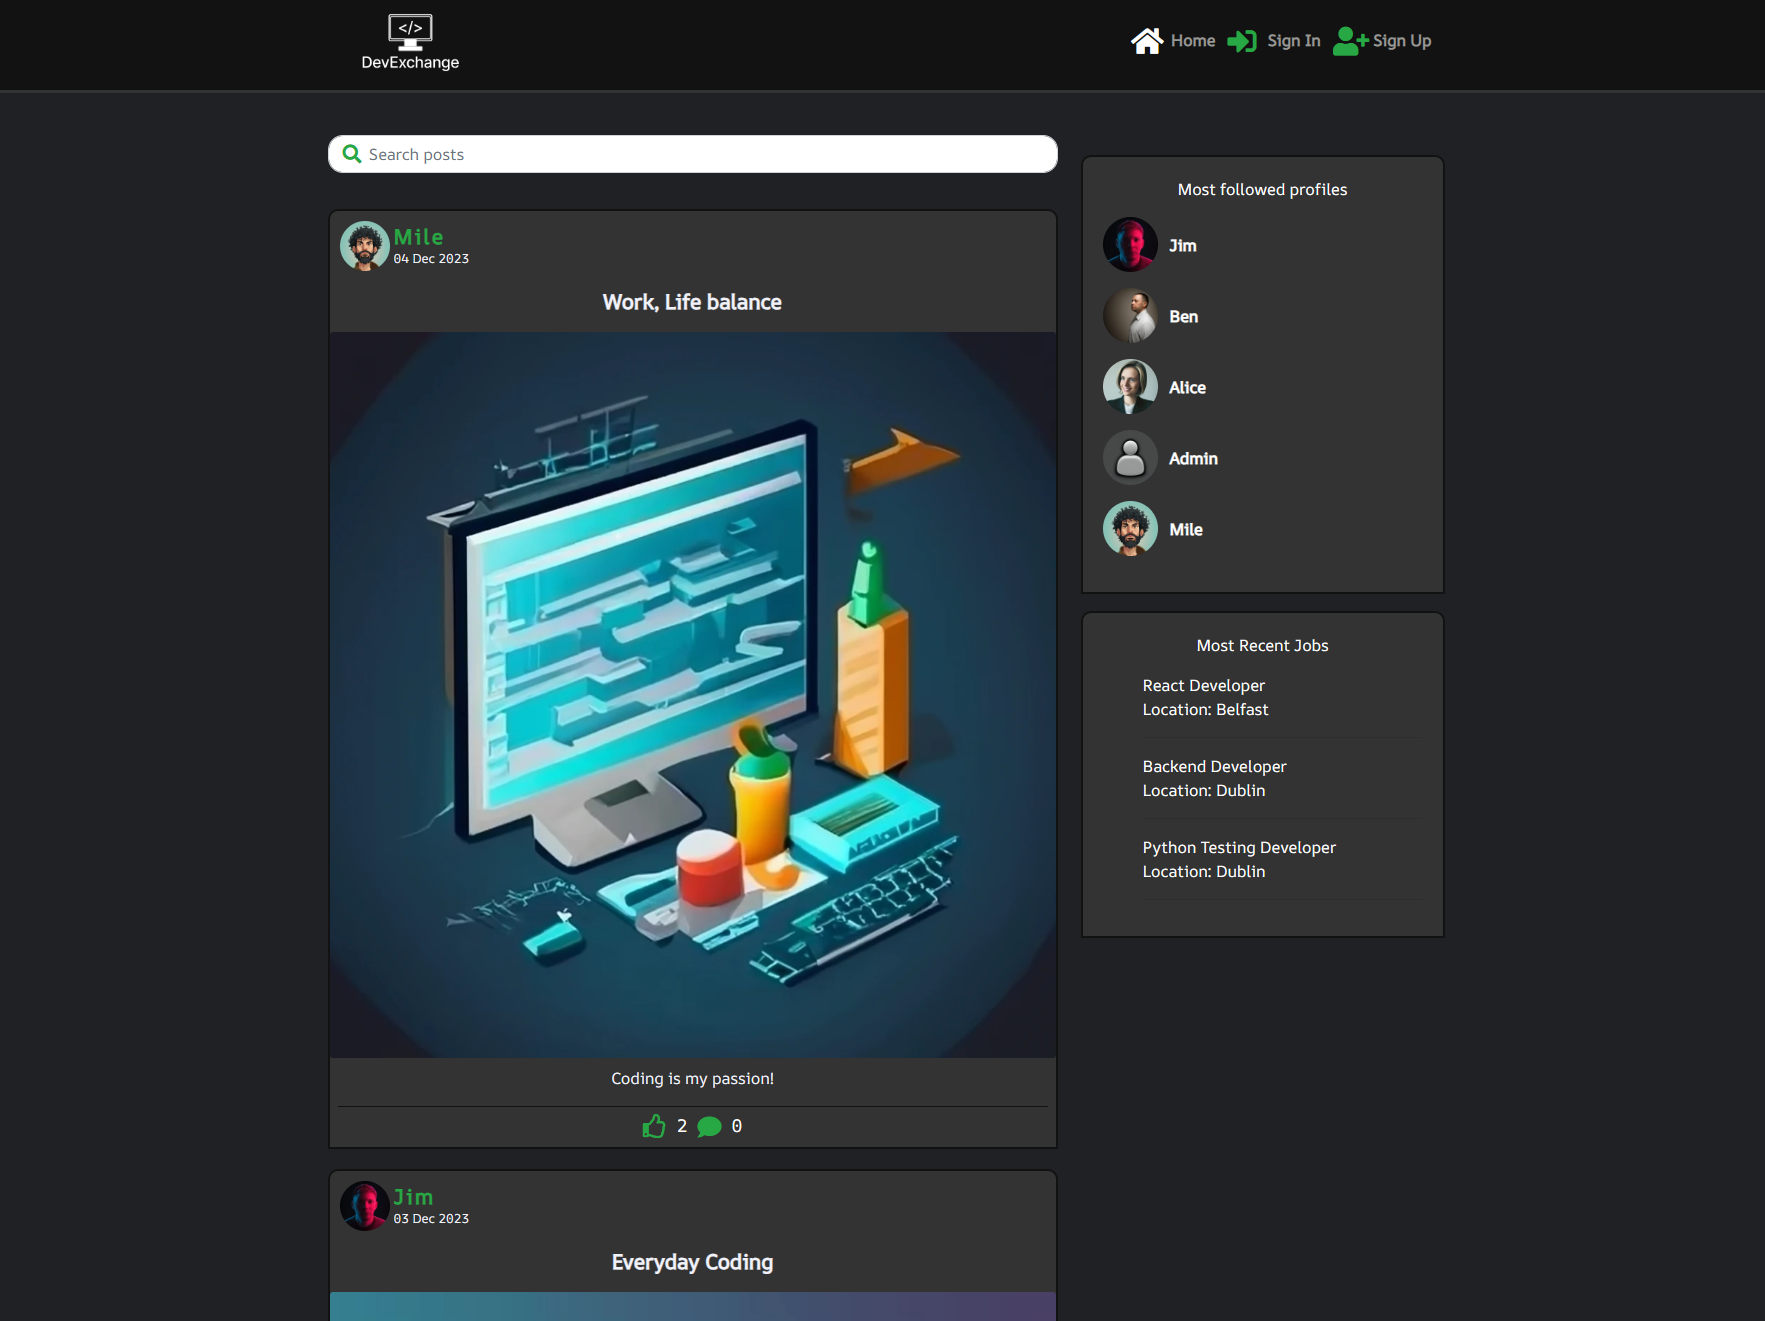 </>
DevExchange
Home
Sign In
Sign Up
Search posts
Mile
04 Dec 2023
Work, Life balance
Coding is my passion!
2
0
Jim
03 Dec 2023
Everyday Coding
Most followed profiles
Jim
Ben
Alice
Admin
Mile
Most Recent Jobs
React Developer
Location: Belfast
Backend Developer
Location: Dublin
Python Testing Developer
Location: Dublin